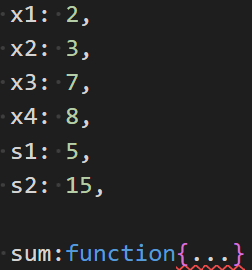 x1: 2,
x2: 3,
x3: 7,
x4: 8,
s1: 5,
s2: 15,
sum:function{...}